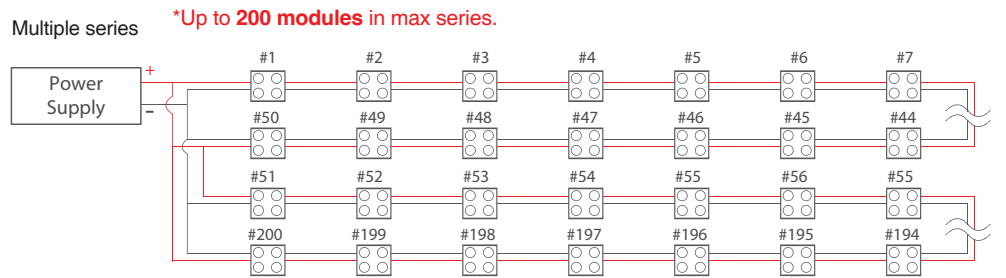 *Up to 200 modules in max series.
Multiple series
Power
Supply
+
-
#1 #2 #3 #4 #5 #6 #7
#50 #49 #48 #47 #46 #45 #44
#51 #52 #53 #54 #55 #56 #55
#200 #199 #198 #197 #196 #195 #194